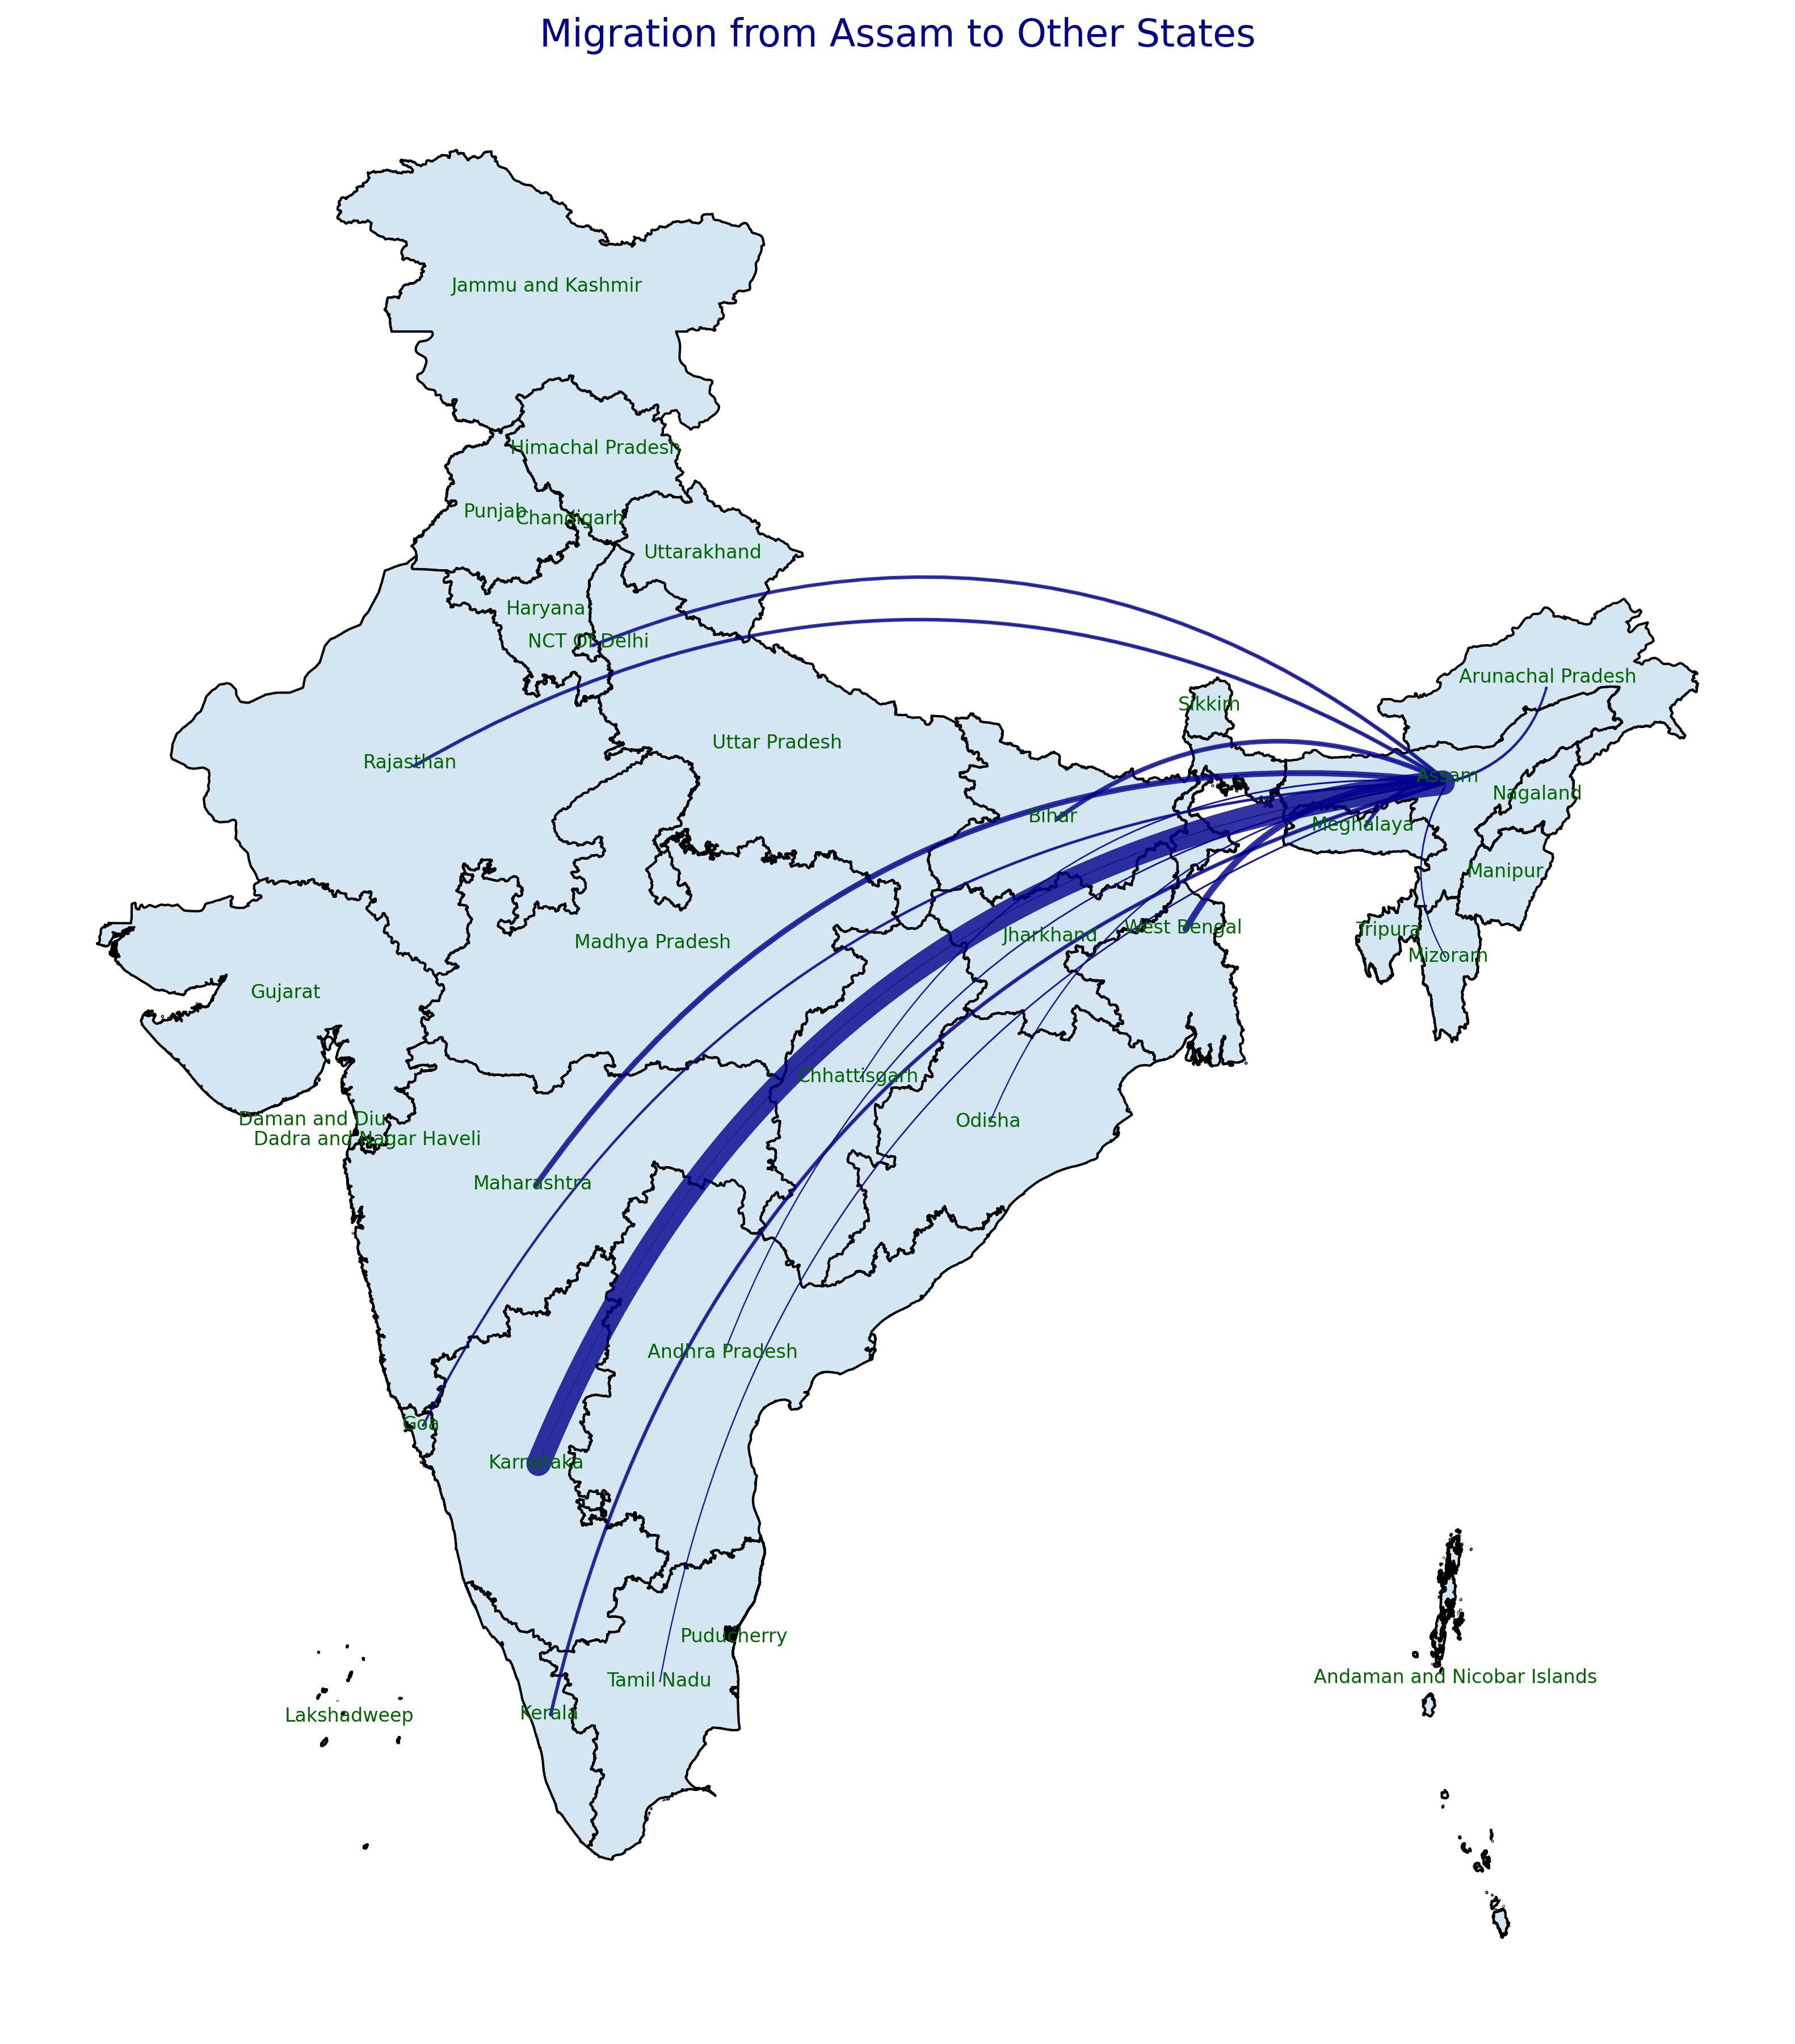 Migration from Assam to Other States
Jammu and Kashmir
Himachal Pradesh
Punjab
Chandigarh
Uttarakhand
Haryana
NCT Of Delhi
Arunachal Pradesh
Sikkim
Uttar Pradesh
Rajasthan
Assam
Nagaland
Bihar
Meghalaya
Manipur
West Bengal
Tripura
Jharkhand
Madhya Pradesh
Mizoram
Gujarat
Chhattisgarh
Daman and Diu
Odisha
Dadra and Nagar Haveli
Maharashtra
Andhra Pradesh
Goa
Karnataka
Puducherry
Andaman and Nicobar Islands
Tamil Nadu
Kerala
Lakshadweep